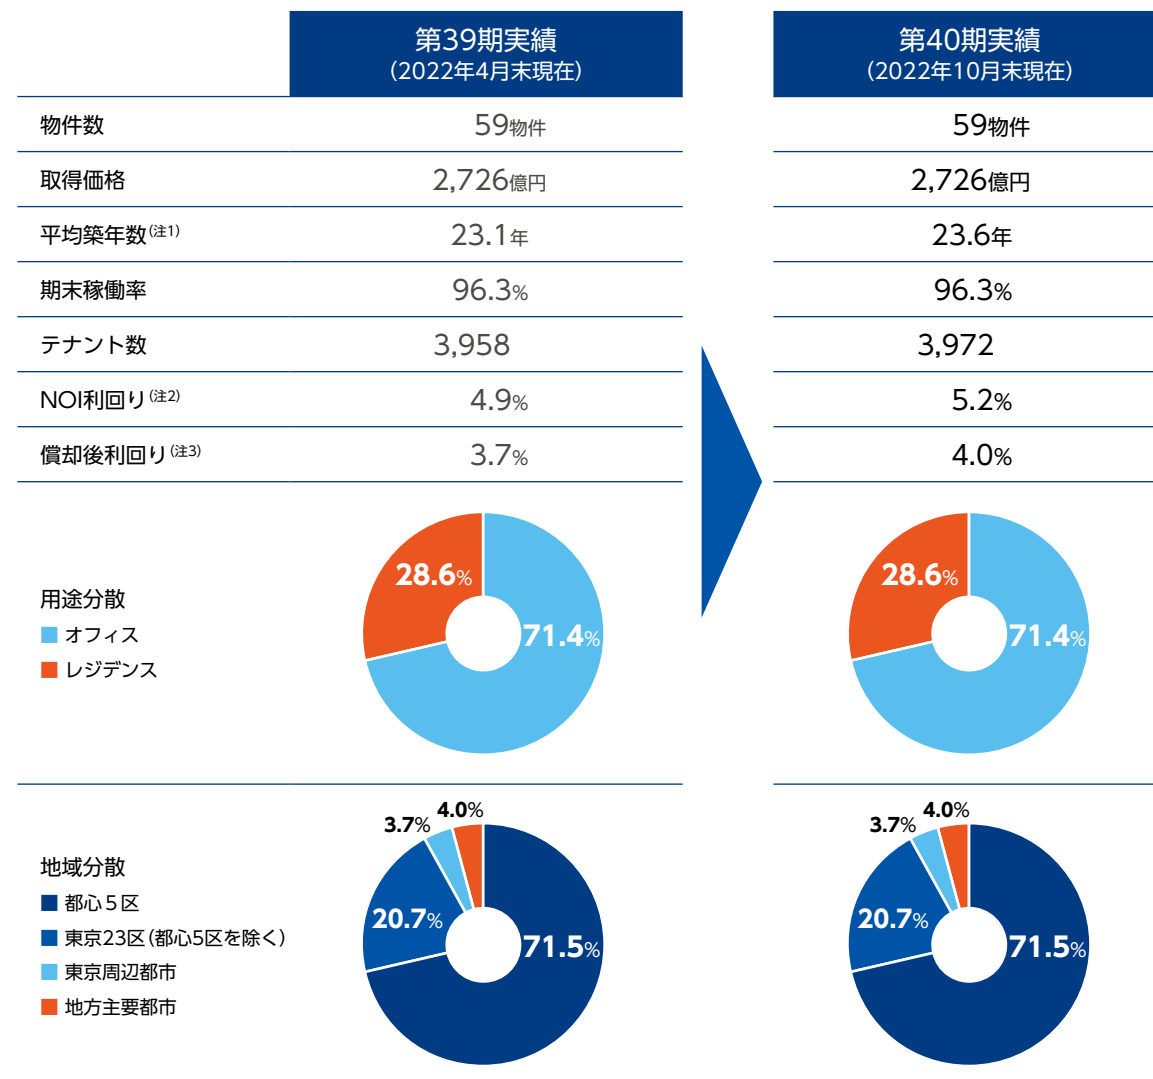 第39期実績
(2022年4月末現在)
第40期実績
(2022年10月末現在)
物件数 59物件 59物件
取得価格 2,726億円 2,726億円
平均築年数(注1) 23.1年 23.6年
期末稼働率 96.3% 96.3%
テナント数 3,958 3,972
NOI利回り(注2) 4.9% 5.2%
償却後利回り(注3) 3.7% 4.0%
用途分散
オフィス
レジデンス
28.6%
71.4%
28.6%
71.4%
地域分散
都心5区
東京23区(都心5区を除く)
東京周辺都市
地方主要都市
4.0%
3.7%
20.7%
71.5%
4.0%
3.7%
20.7%
71.5%